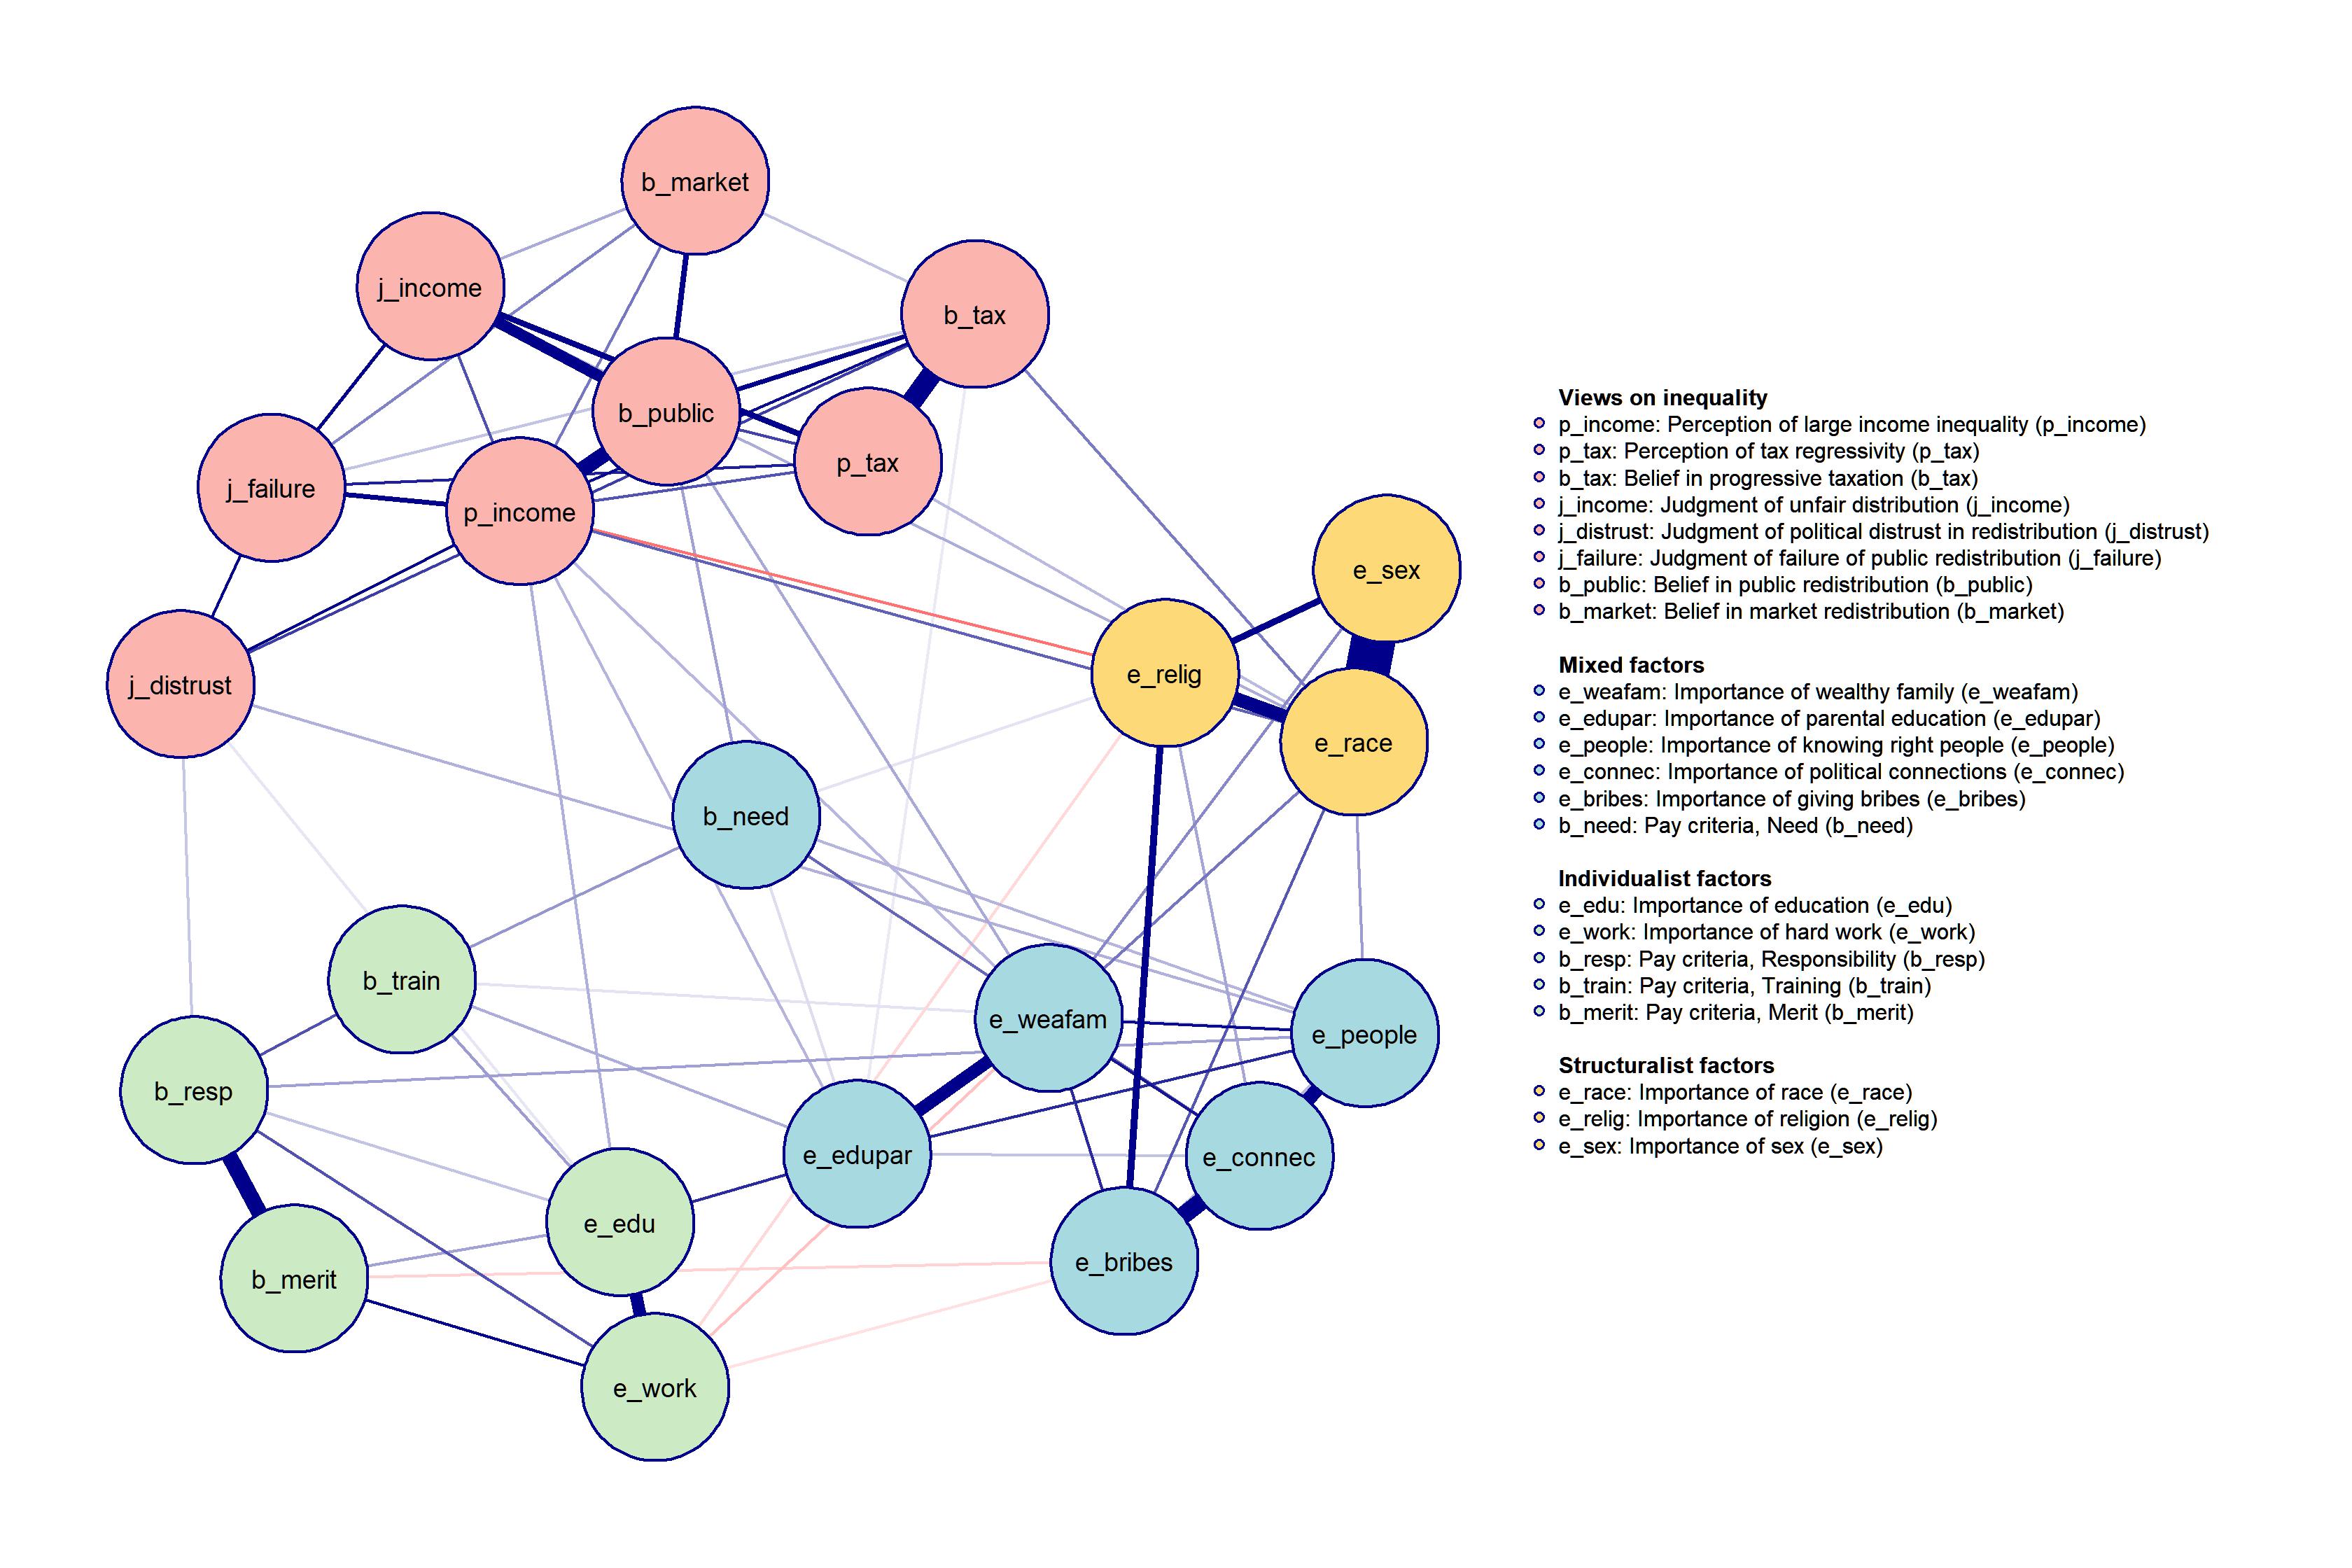 b_market
j_income
b_tax
b_public
p_tax
j_failure
p_income
e_sex
e_relig
j_distrust
e_race
b_need
b_train
e_weafam
e_people
b_resp
e_edupar
e_connec
e_edu
e_bribes
b_merit
e_work
Views on inequality
p_income: Perception of large income inequality (p_income)
p_tax: Perception of tax regressivity (p_tax)
b_tax: Belief in progressive taxation (b_tax)
j_income: Judgment of unfair distribution (j_income)
j_distrust: Judgment of political distrust in redistribution (j_distrust)
j_failure: Judgment of failure of public redistribution (j_failure)
b_public: Belief in public redistribution (b_public)
b_market: Belief in market redistribution (b_market)
Mixed factors
e_weafam: Importance of wealthy family (e_weafam)
e_edupar: Importance of parental education (e_edupar)
e_people: Importance of knowing right people (e_people)
e_connec: Importance of political connections (e_connec)
e_bribes: Importance of giving bribes (e_bribes)
b_need: Pay criteria, Need (b_need)
Individualist factors
e_edu: Importance of education (e_edu)
e_work: Importance of hard work (e_work)
b_resp: Pay criteria, Responsibility (b_resp)
b_train: Pay criteria, Training (b_train)
b_merit: Pay criteria, Merit (b_merit)
Structuralist factors
e_race: Importance of race (e_race)
e_relig: Importance of religion (e_relig)
e_sex: Importance of sex (e_sex)